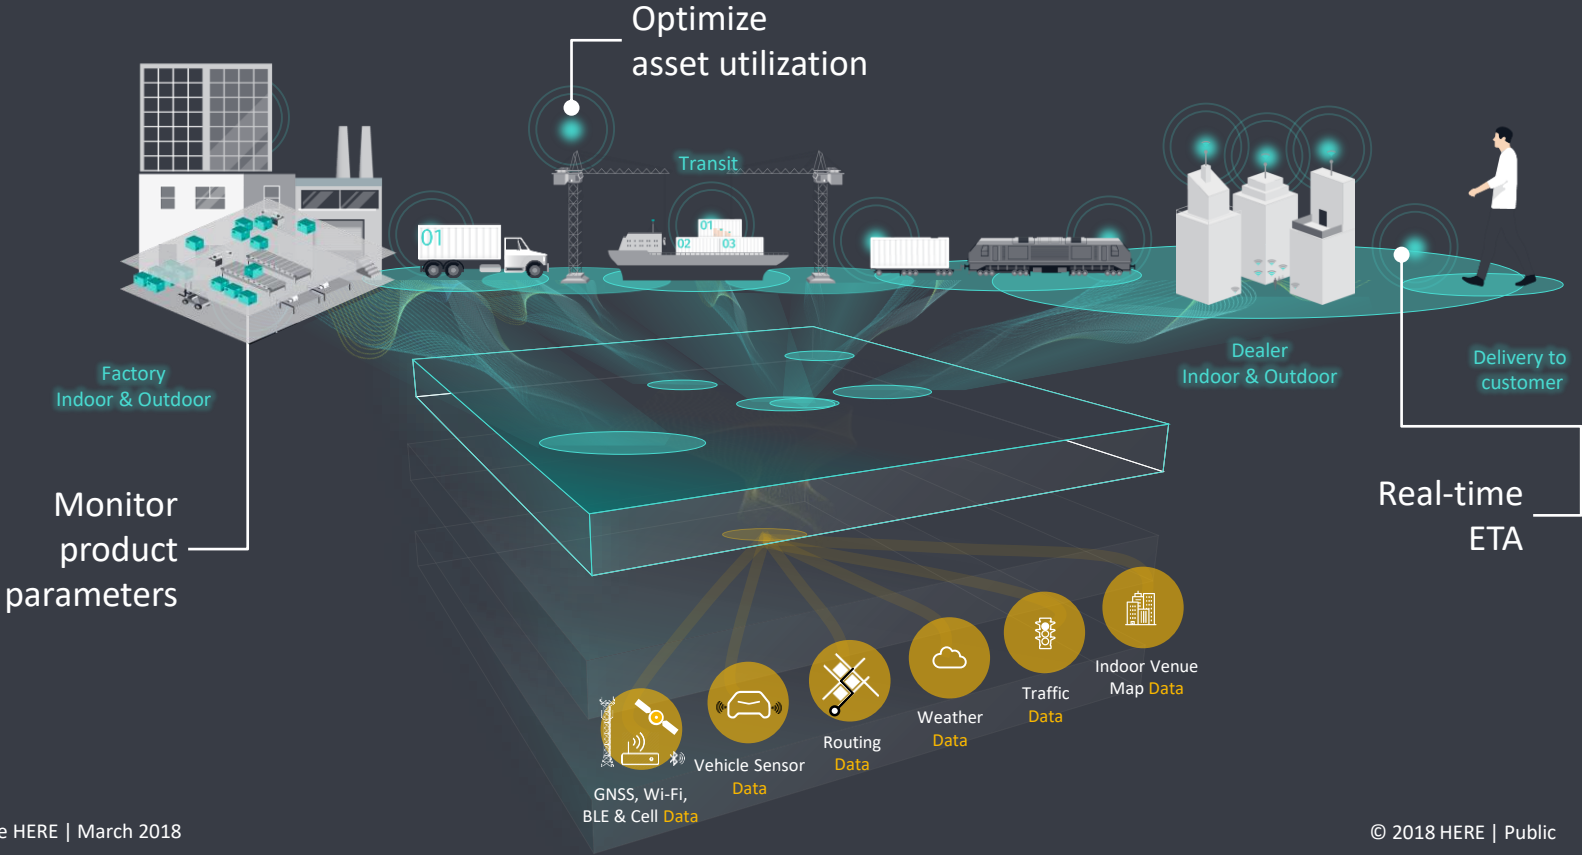 Optimize
asset utilization
Transit
01
01
02 03
Factory
Indoor & Outdoor
Dealer
Indoor & Outdoor
Delivery to
customer
Monitor
product
parameters
Real-time
ETA
GNSS, Wi-Fi,
BLE & Cell Data
Vehicle Sensor
Data
Routing
Data
Weather
Data
Traffic
Data
Indoor Venue
Map Data
e HERE | March 2018
© 2018 HERE | Public